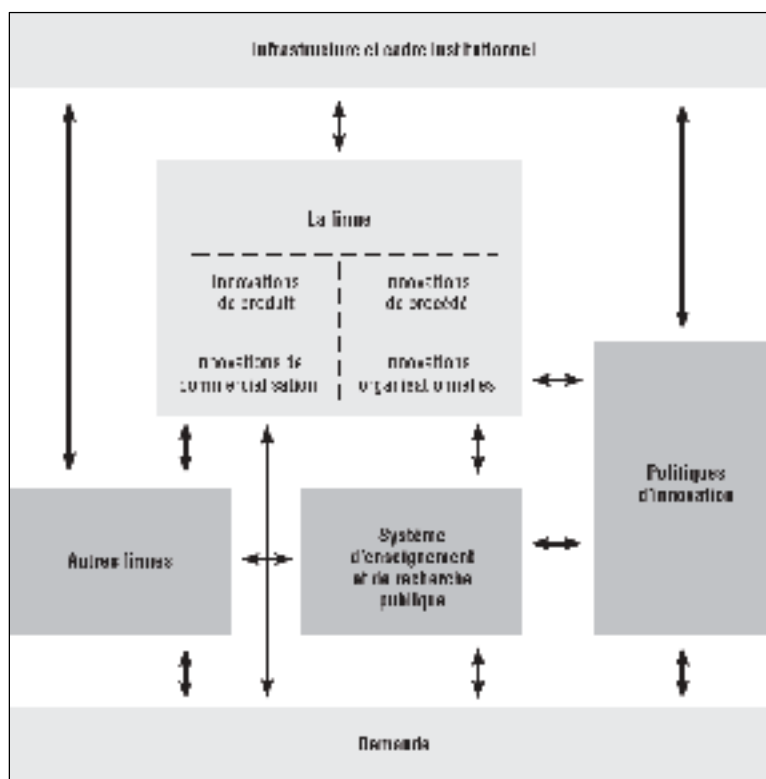 Infrastructure et cadre institutionnel
La firme
Innovations
de produit
Innovations
de procédé
Innovations de
commercialisation
Innovations
organisationnelles
Politiques
d'innovation
Autres firmes
Système
d'enseignement
et de recherche
publique
Demande